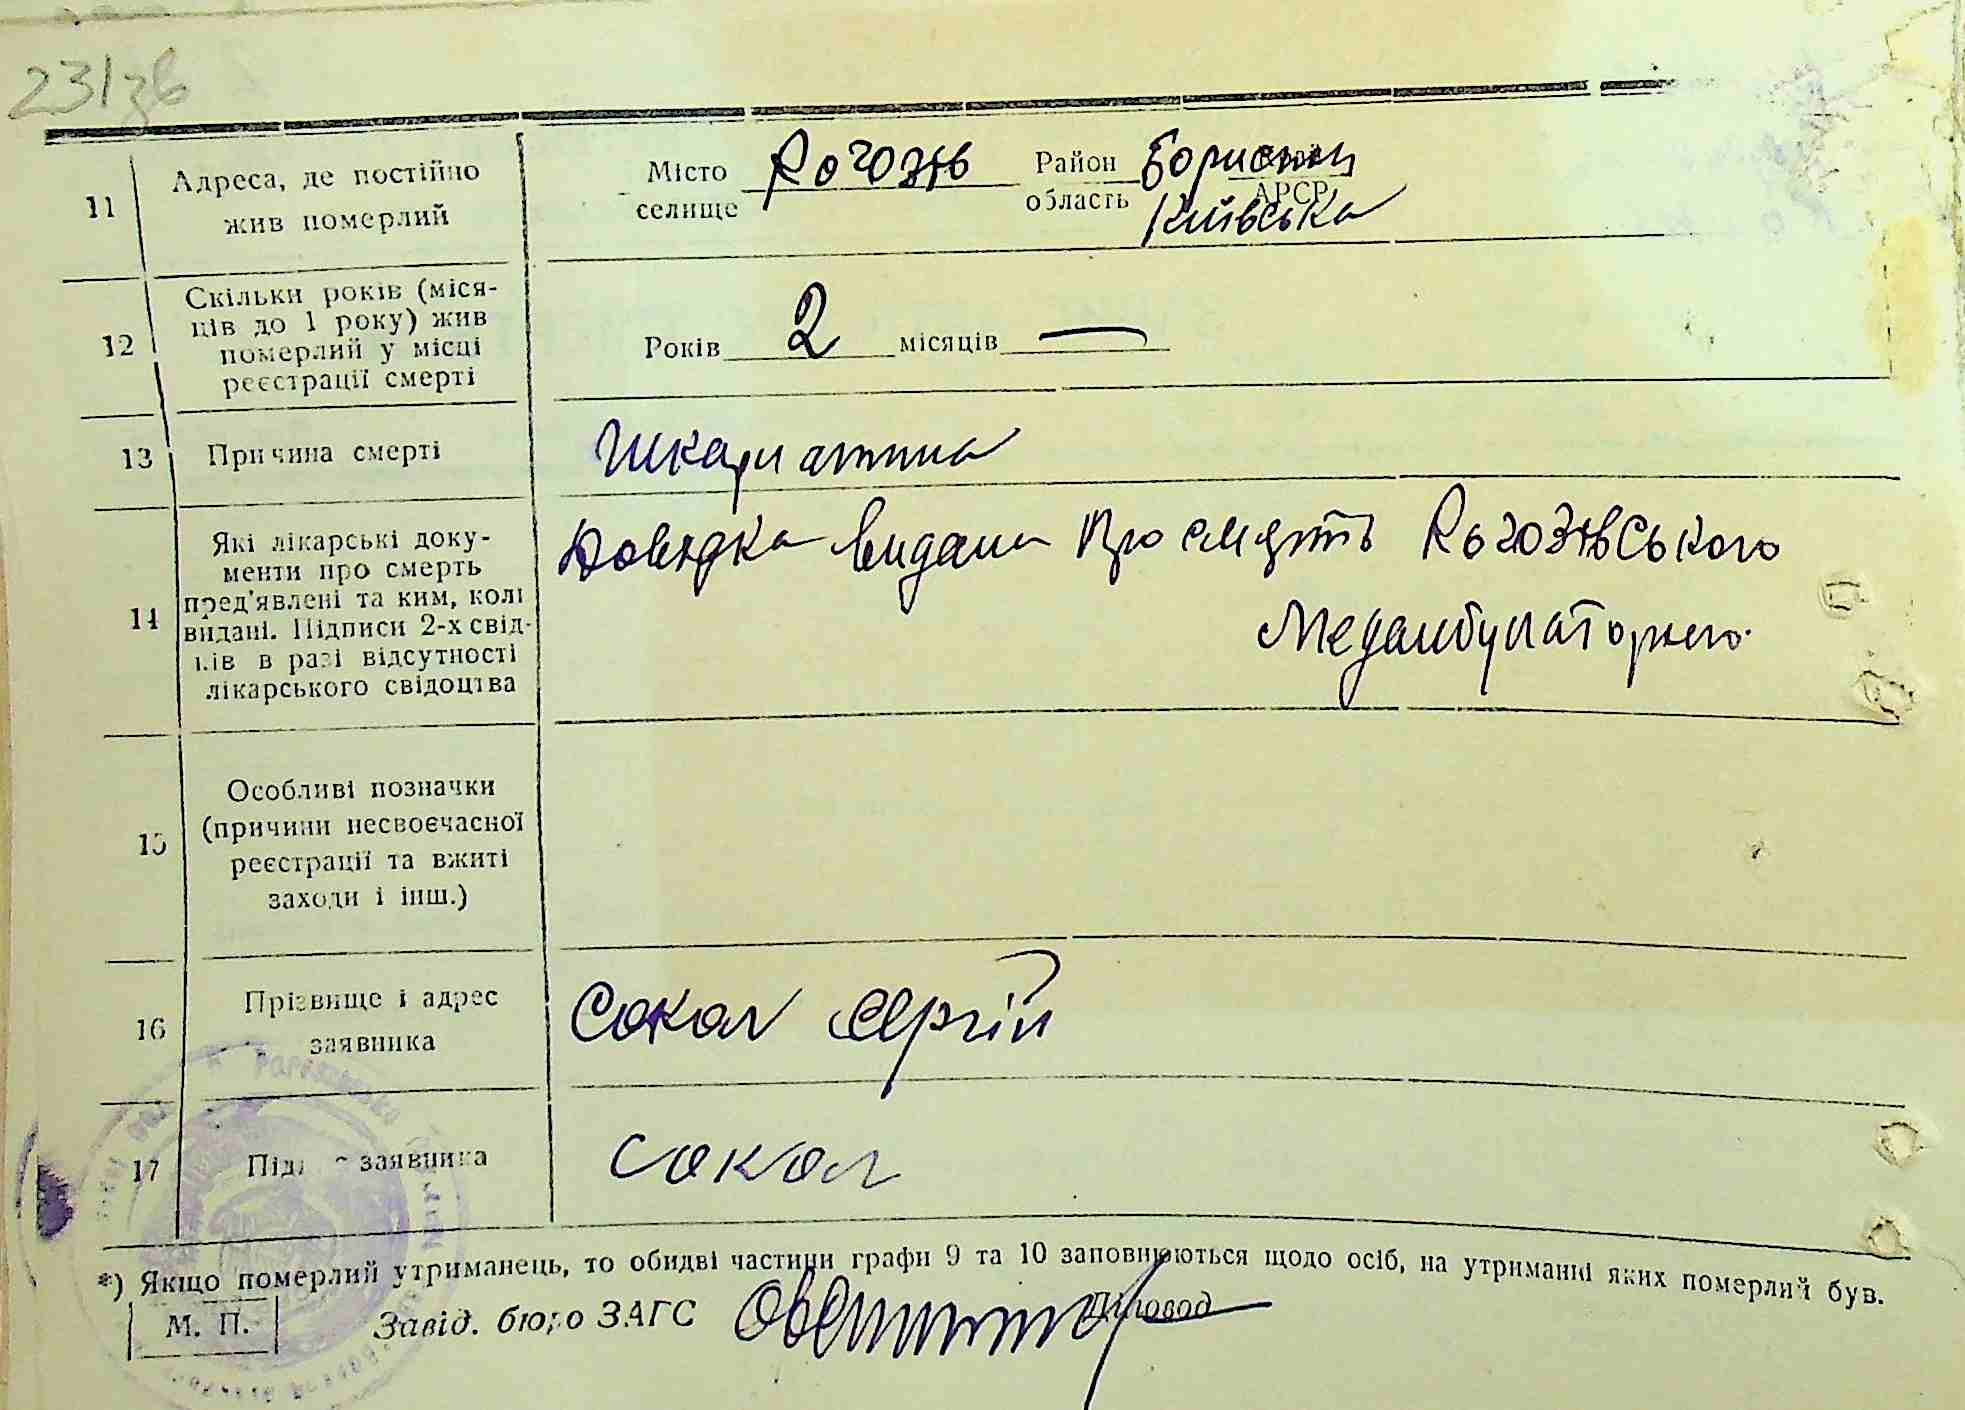 23/зв
11 Адреса, де постійно жив померлий
Місто селище Рогозів Район область Бориспіл АРСР
Київська
12 Скільки років (міся-
ців до 1 року) жив
померлий у місці
реєстрації смерті
Років 2 місяців —
13 Причина смерті Шкарлатина
14 Які лікарські доку-
менти про смерть
пред'явлені та ким, коли
видані. Підписи 2-х свід-
ків в разі відсутності
лікарського свідоцтва
Довідка видана про смерть Рогозівського
Медамбулаторного
15 Особливі позначки
(причини несвоєчасної
реєстрації та вжиті
заходи і інш.)
16 Прізвище і адрес
заявника
Сокол Сергій
17 Підпис заявника Сокол
*) Якщо померлий утриманець, то обидві частини графи 9 та 10 заповнюються щодо осіб, на утриманні яких померлий був.
М. П. Завід. бюро ЗАГС Діловод